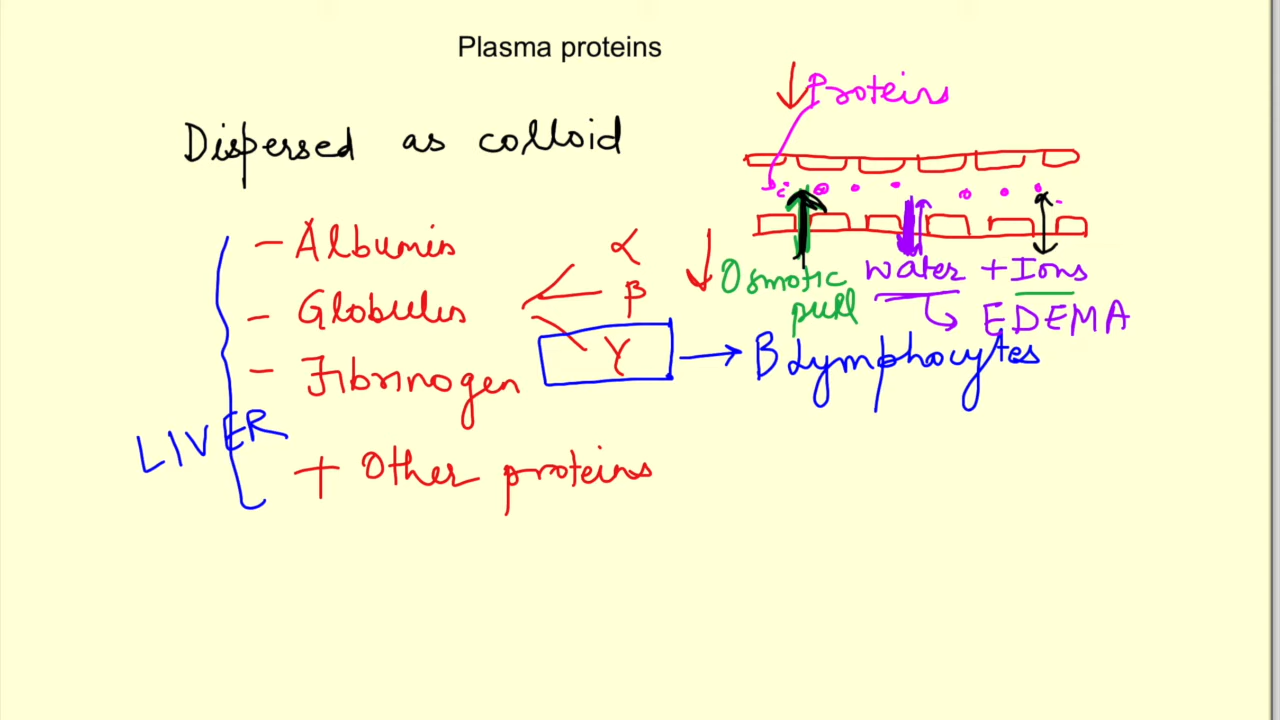 Plasma proteins
Dispersed as colloid
- Albumin
- Globulin
α
β
γ
→ B Lymphocytes
- Fibrinogen
+ Other proteins
LIVER
↓ Proteins
↓ Osmotic pull
water + Ions
EDEMA